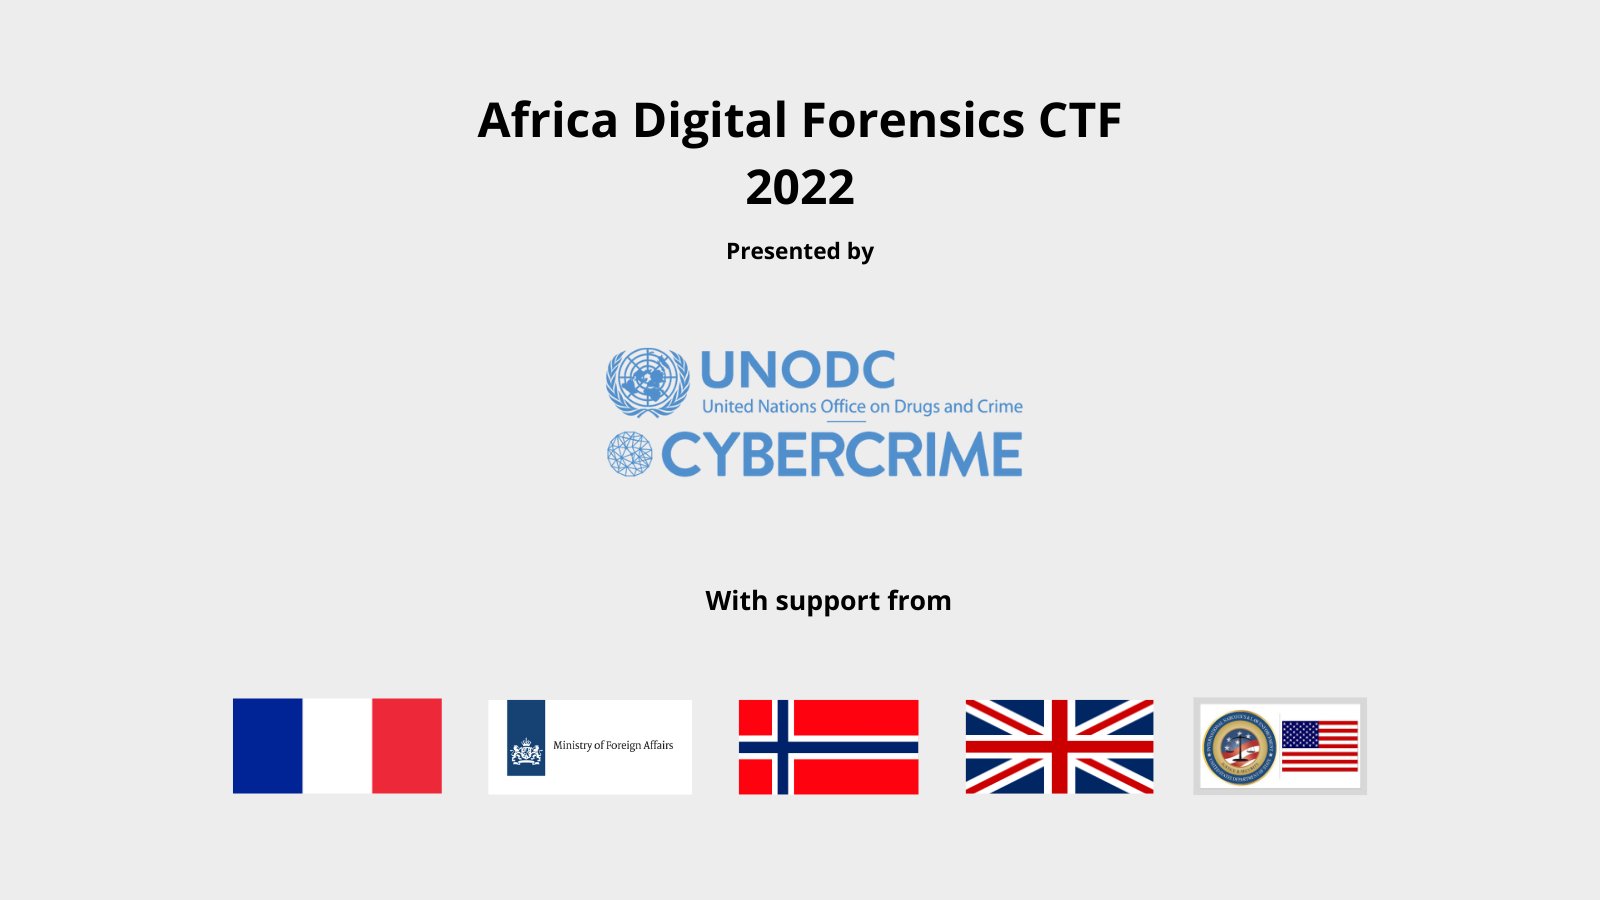 Africa Digital Forensics CTF
2022
Presented by
UNODC
United Nations Office on Drugs and Crime
CYBERCRIME
With support from
Ministry of Foreign Affairs